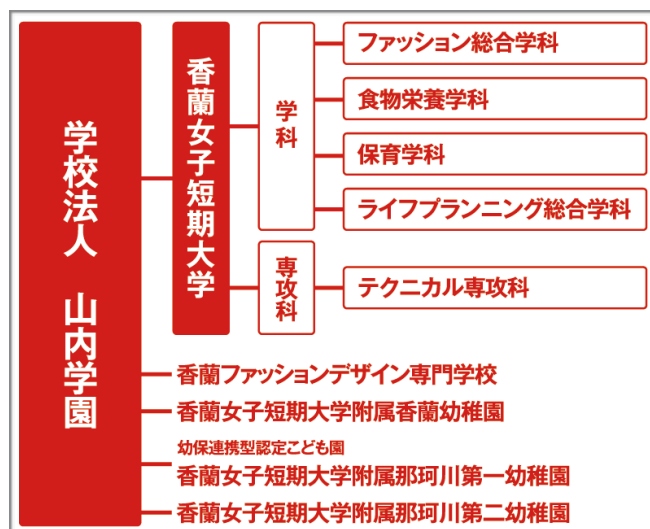 学校法人 山内学園
香蘭女子短期大学
学科
ファッション総合学科
食物栄養学科
保育学科
ライフプランニング総合学科
専攻科
テクニカル専攻科
香蘭ファッションデザイン専門学校
香蘭女子短期大学附属香蘭幼稚園
幼保連携型認定こども園
香蘭女子短期大学附属那珂川第一幼稚園
香蘭女子短期大学附属那珂川第二幼稚園